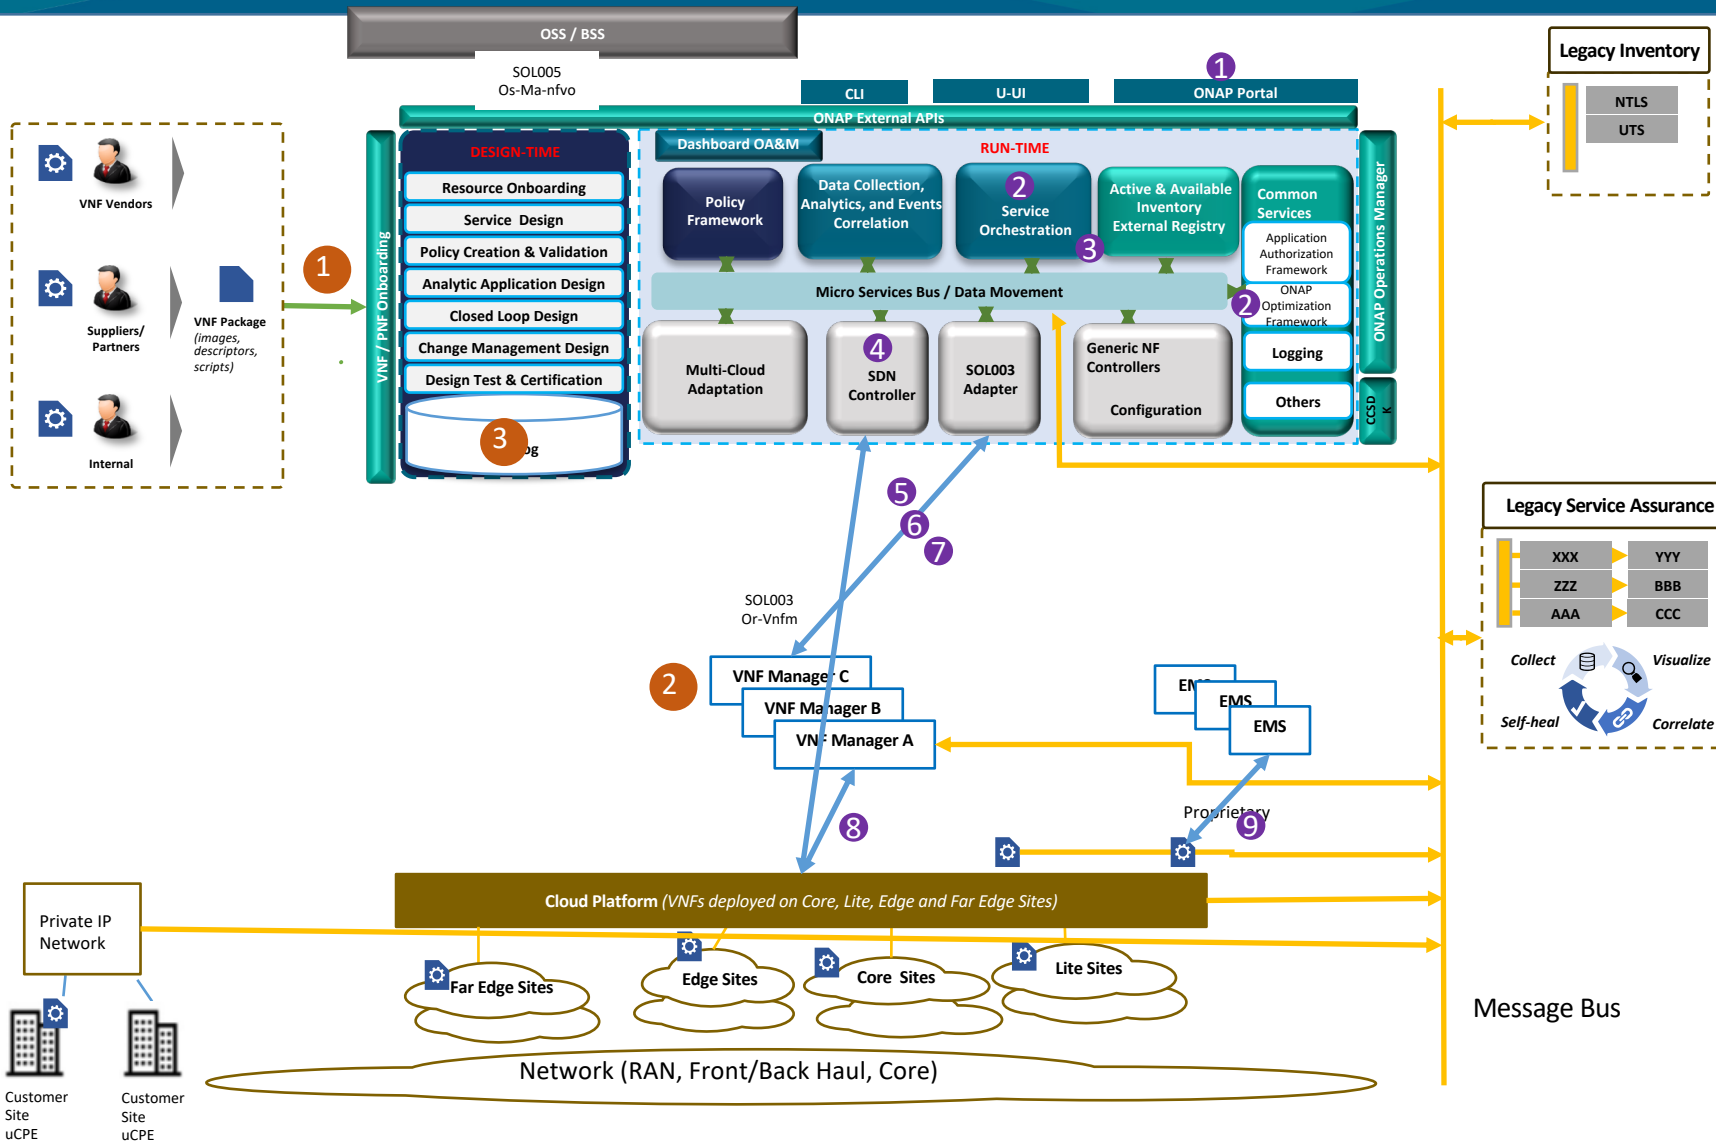 OSS / BSS
SOL005
Os-Ma-nfvo
CLI
U-UI
1
ONAP Portal
ONAP External APIs
Legacy Inventory
NTLS
UTS
VNF Vendors
Suppliers/
Partners
Internal
VNF Package
(images,
descriptors,
scripts)
1
VNF / PNF Onboarding
DESIGN-TIME
Resource Onboarding
Service Design
Policy Creation & Validation
Analytic Application Design
Closed Loop Design
Change Management Design
Design Test & Certification
3
og
Dashboard OA&M
RUN-TIME
Policy
Framework
Data Collection,
Analytics, and Events
Correlation
2
Service
Orchestration
3
Active & Available
Inventory
External Registry
Common
Services
Application
Authorization
Framework
2
ONAP
Optimization
Framework
Logging
Others
ONAP Operations Manager
CCSD
K
Micro Services Bus / Data Movement
Multi-Cloud
Adaptation
4
SDN
Controller
SOL003
Adapter
Generic NF
Controllers
Configuration
5
6
7
SOL003
Or-Vnfm
2
VNF Manager C
VNF Manager B
VNF Manager A
EMS
EMS
EMS
Proprietary
8
9
Legacy Service Assurance
XXX
YYY
ZZZ
BBB
AAA
CCC
Collect
Visualize
Self-heal
Correlate
Cloud Platform (VNFs deployed on Core, Lite, Edge and Far Edge Sites)
Private IP
Network
Far Edge Sites
Edge Sites
Core Sites
Lite Sites
Message Bus
Network (RAN, Front/Back Haul, Core)
Customer
Site
uCPE
Customer
Site
uCPE